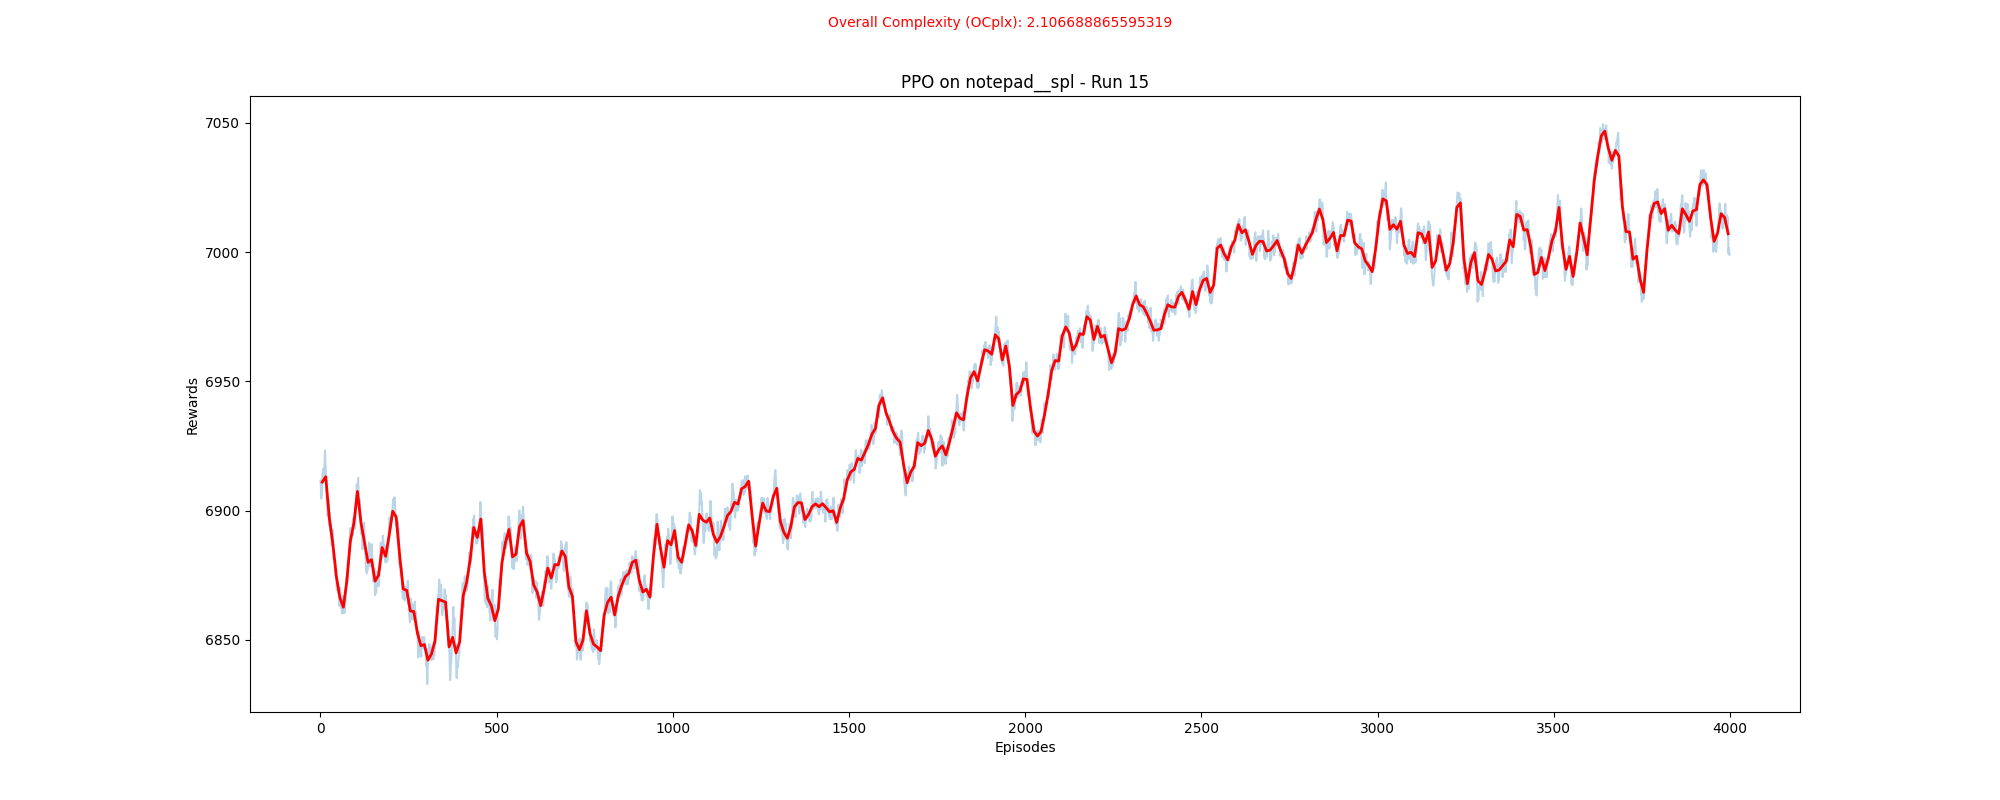 Overall Complexity (OCplx): 2.106688865595319
PPO on notepad__spl - Run 15
7050
7000
6950
6900
6850
Rewards
0 500 1000 1500 2000 2500 3000 3500 4000
Episodes